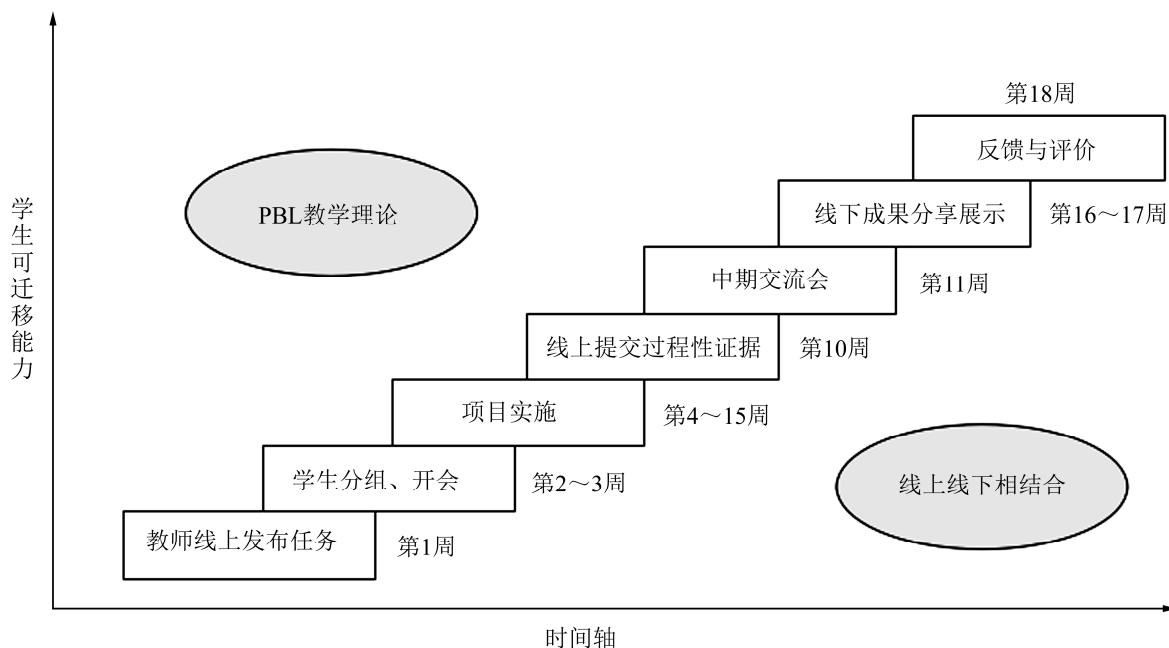 第18周
反馈与评价
PBL教学理论
线下成果分享展示
第16～17周
学生可迁移能力
中期交流会
第11周
线上提交过程性证据
第10周
项目实施
第4～15周
学生分组、开会
第2～3周
线上线下相结合
教师线上发布任务
第1周
时间轴